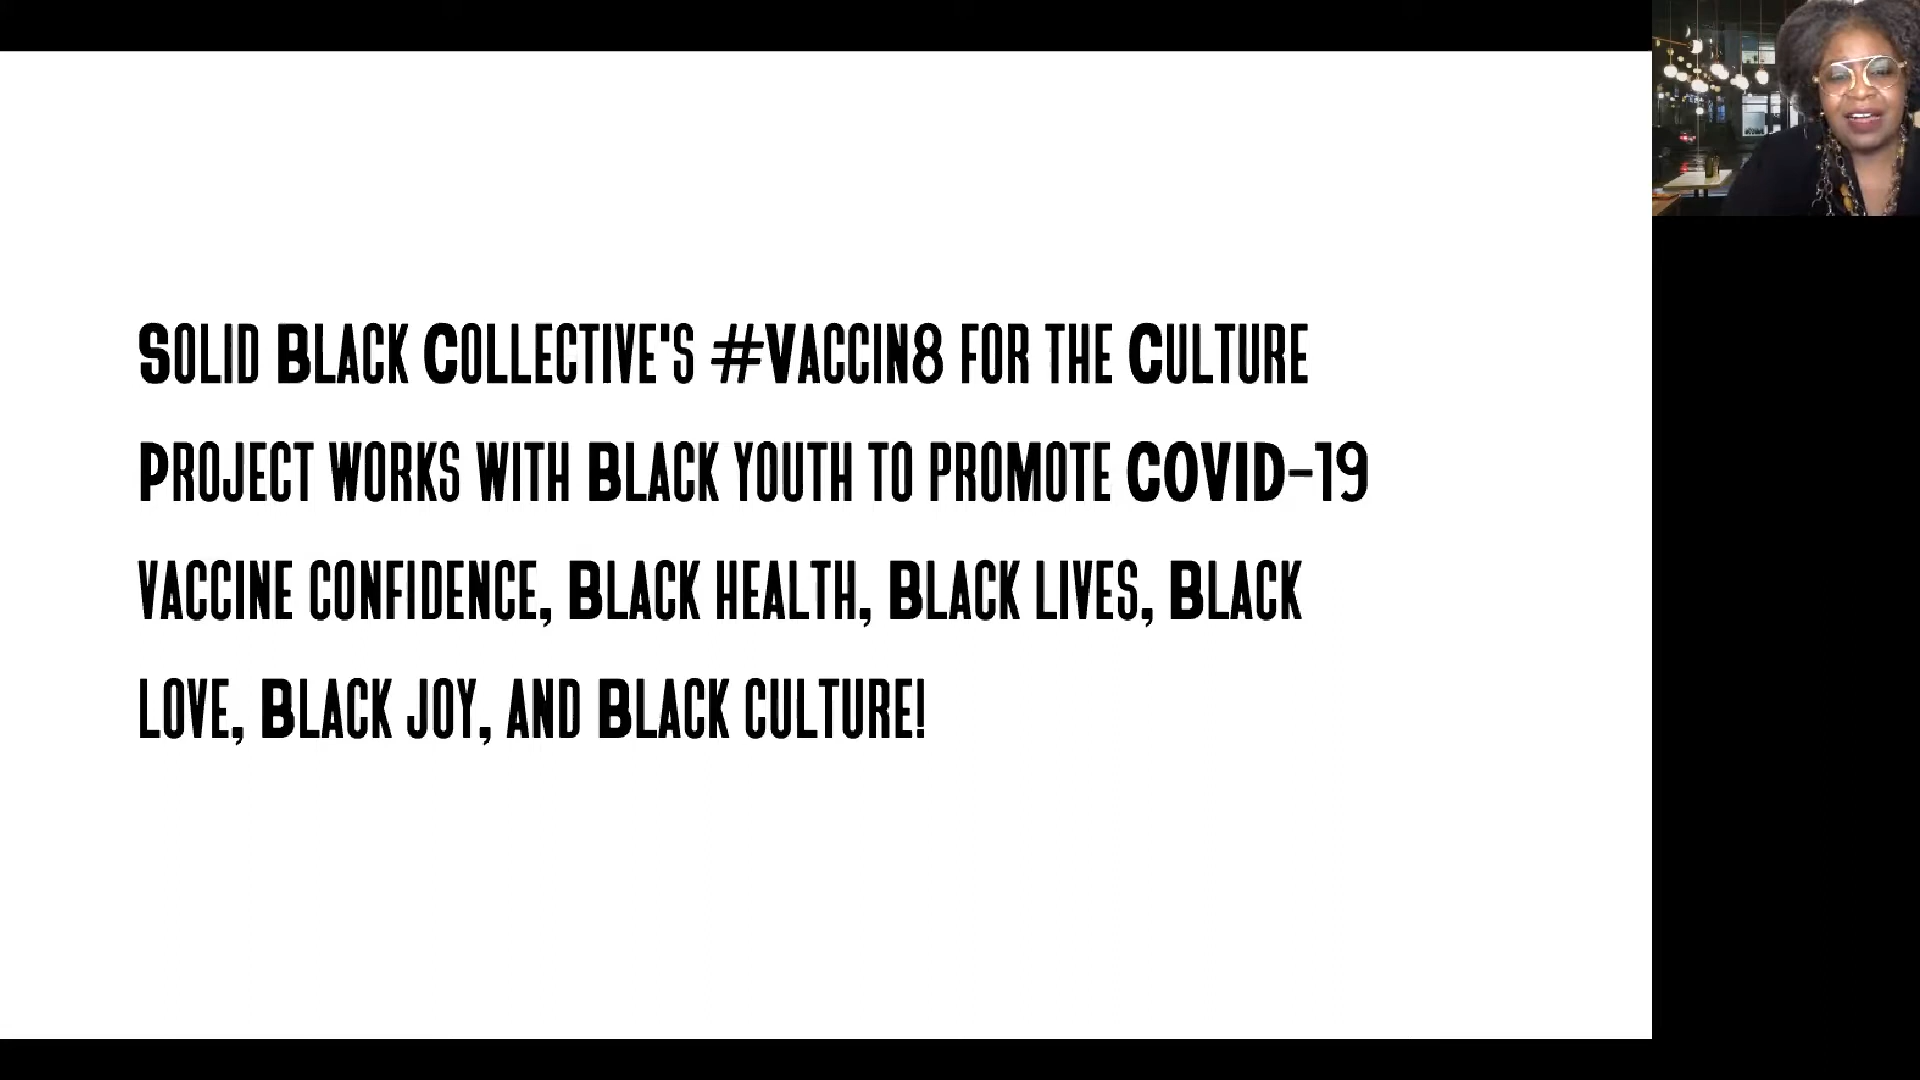 Solid Black Collective's #Vaccin8 for the Culture
Project works with Black youth to promote COVID-19
vaccine confidence, Black health, Black lives, Black
love, Black joy, and Black culture!